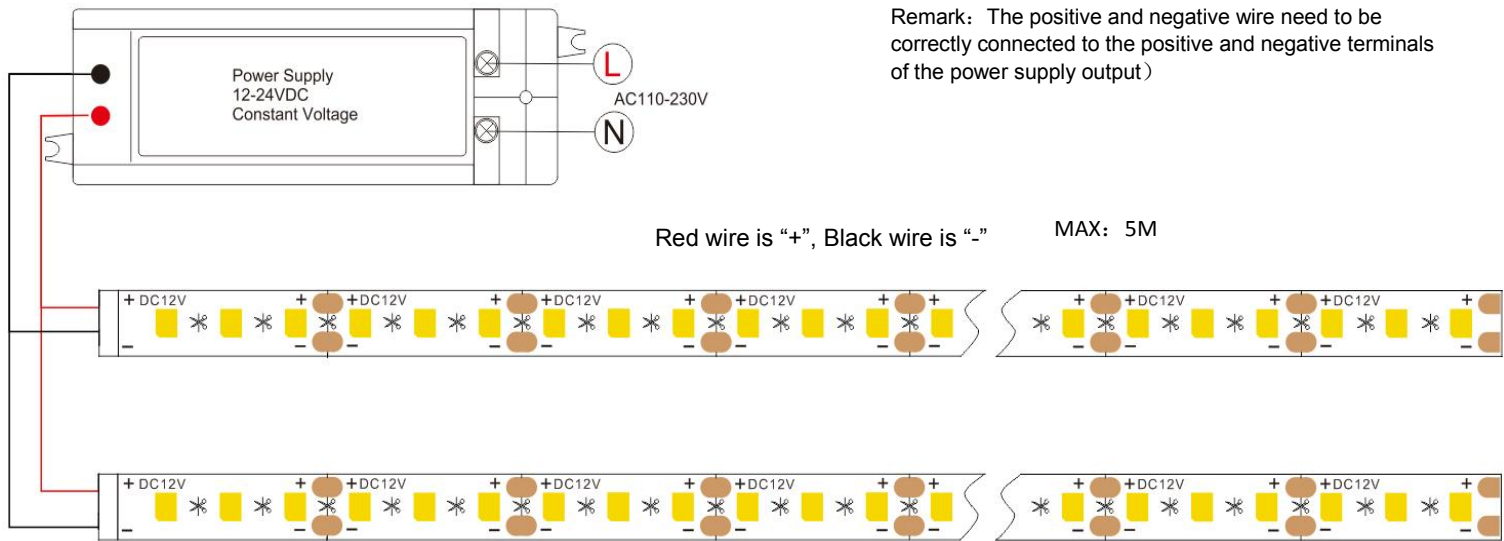 Remark：The positive and negative wire need to be
correctly connected to the positive and negative terminals
of the power supply output）
Power Supply
12-24VDC
Constant Voltage
L
AC110-230V
N
Red wire is “+”, Black wire is “-”
MAX：5M
+ DC12V + +DC12V + +DC12V + +DC12V + + + +DC12V + +DC12V +
− − − − − − − − − − − − − −
+ DC12V + +DC12V + +DC12V + +DC12V + + + +DC12V + +DC12V +
− − − − − − − − − − − − − −